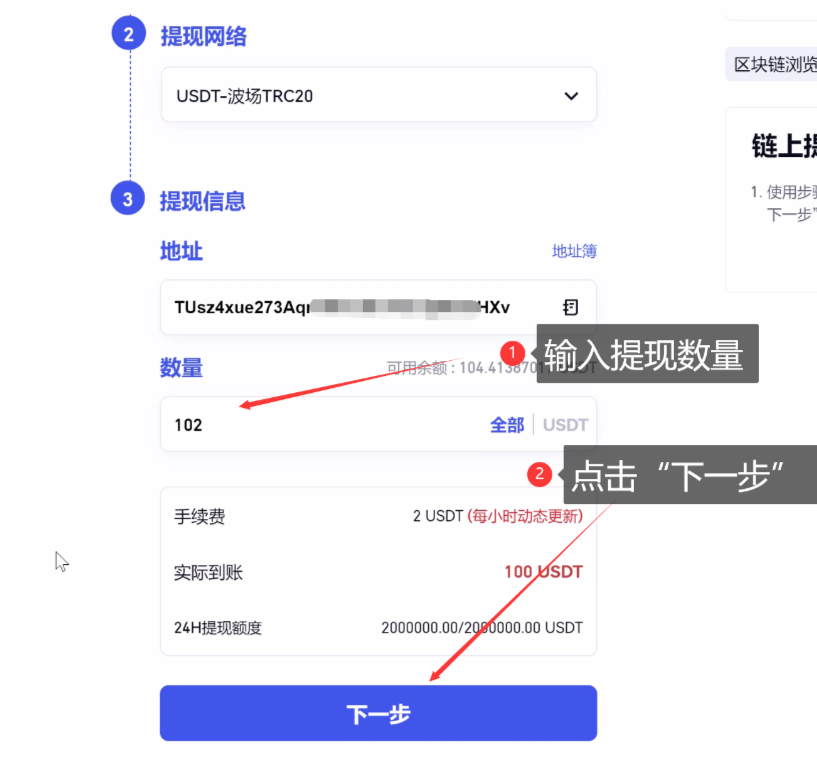 2 提现网络
区块链浏览
USDT-波场TRC20
链上提
1. 使用步骤
下一步”
3 提现信息
地址 地址簿
TUsz4xue273Aqr HXv
1 输入提现数量
数量 可用余额 : 104.4138701 USDT
102 全部 USDT
2 点击“下一步”
手续费 2 USDT (每小时动态更新)
实际到账 100 USDT
24H提现额度 2000000.00/2000000.00 USDT
下一步